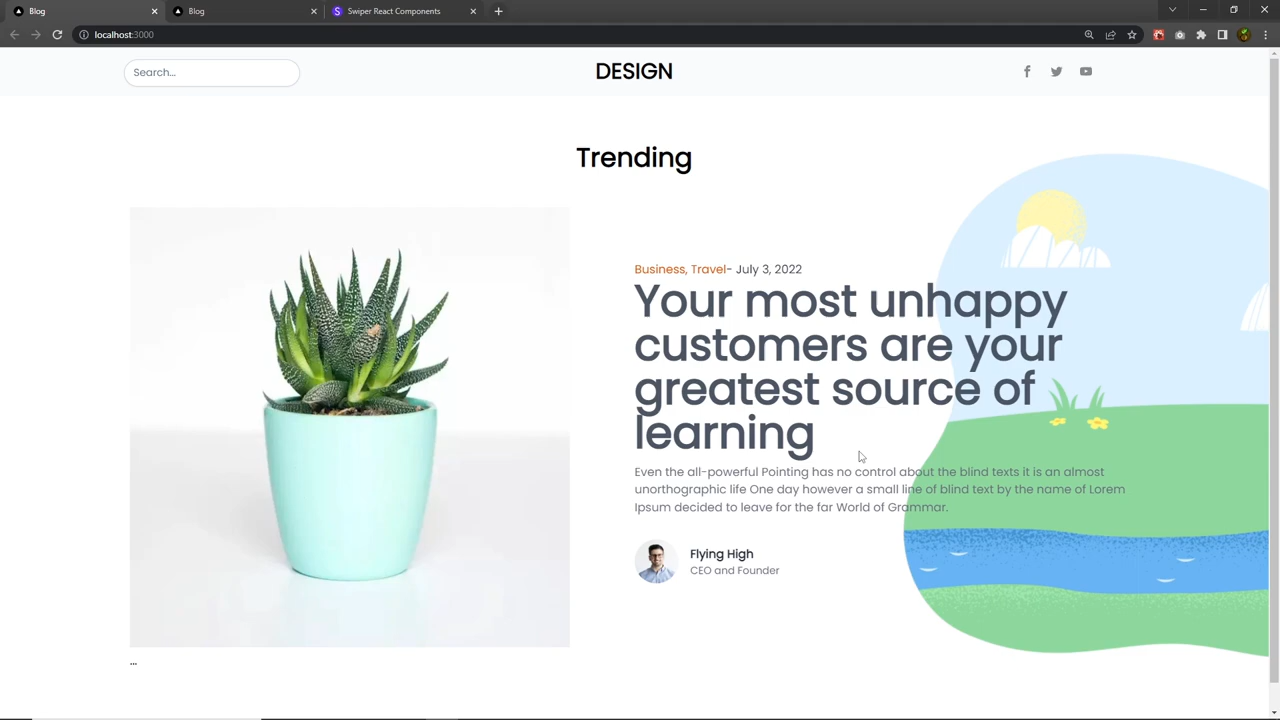 Blog
Blog
Swiper React Components
localhost:3000
Search...
DESIGN
Trending
Business, Travel- July 3, 2022
Your most unhappy
customers are your
greatest source of
learning
Even the all-powerful Pointing has no control about the blind texts it is an almost
unorthographic life One day however a small line of blind text by the name of Lorem
Ipsum decided to leave for the far World of Grammar.
Flying High
CEO and Founder
...